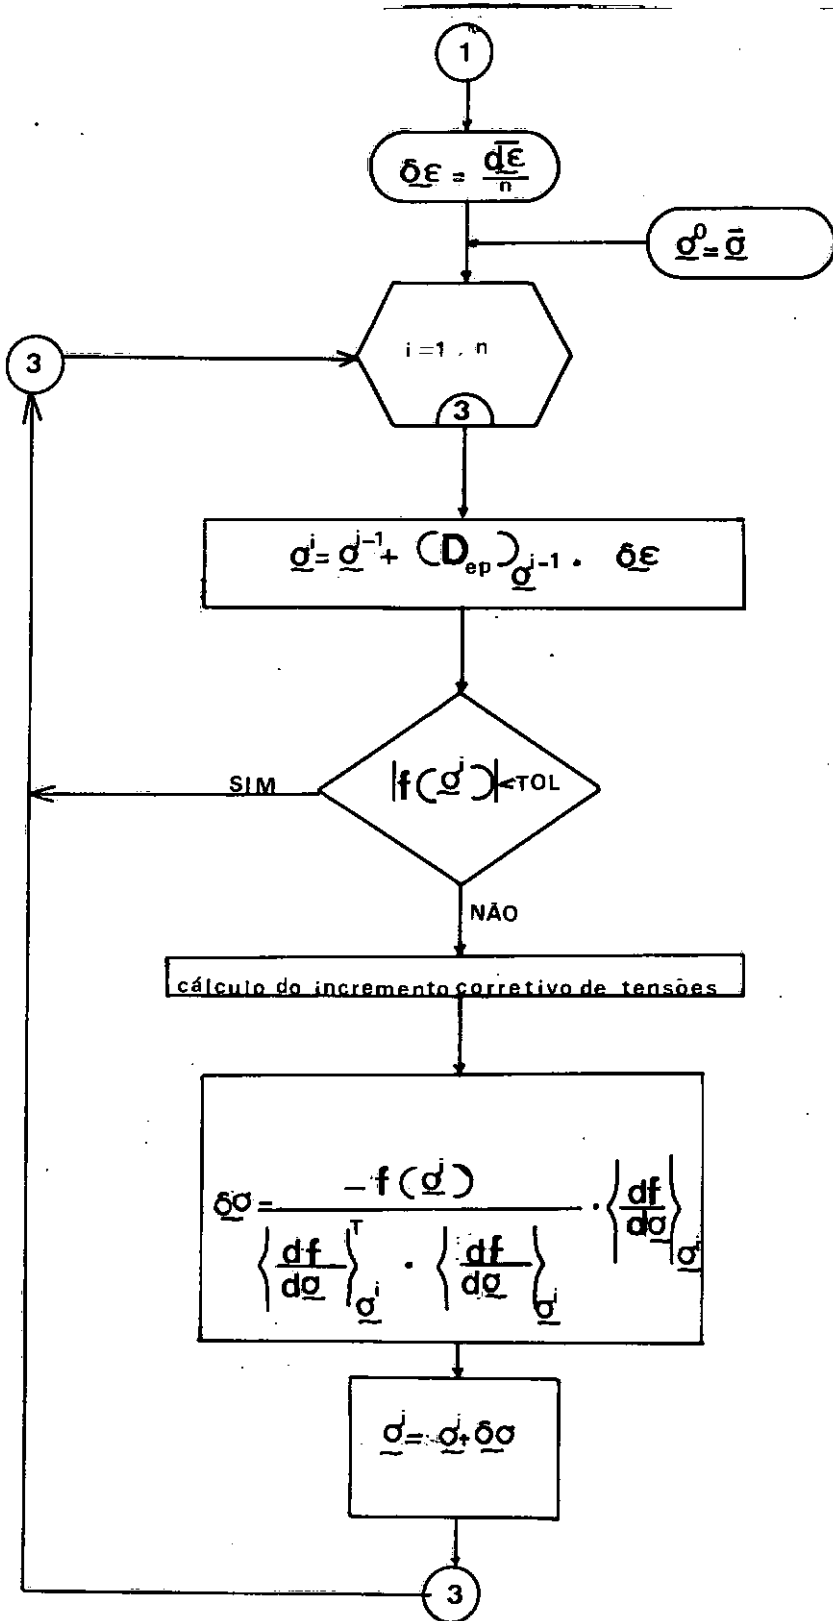 1
δε = dε̄ / n
σ⁰ = σ̄
i = 1 , n
3
3
σⁱ = σⁱ⁻¹ + (D_ep)_σⁱ⁻¹ · δε
|f(σⁱ)| < TOL
SIM
NÃO
cálculo do incremento corretivo de tensões
δσ = −f(σⁱ) / ({df/dσ}ᵀ_σⁱ · {df/dσ}_σⁱ) · {df/dσ}_σⁱ
σⁱ = σⁱ + δσ
3